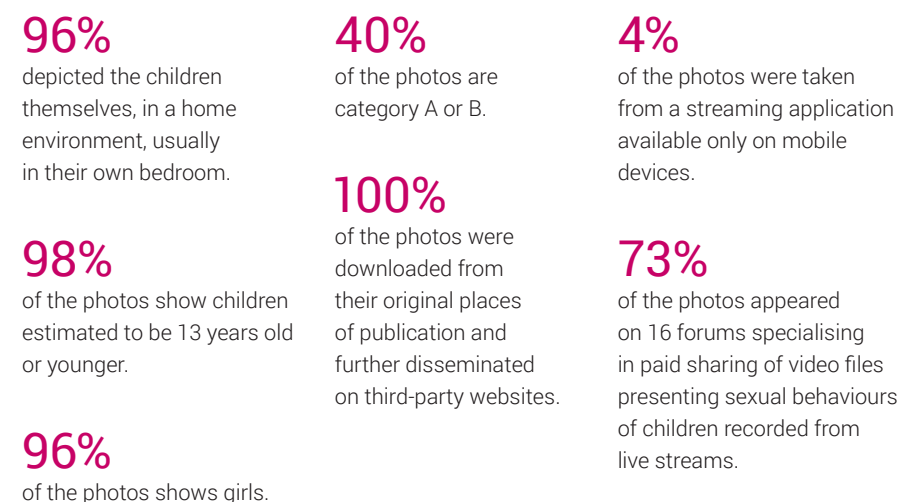 96%
depicted the children
themselves, in a home
environment, usually
in their own bedroom.
98%
of the photos show children
estimated to be 13 years old
or younger.
96%
of the photos shows girls.
40%
of the photos are
category A or B.
100%
of the photos were
downloaded from
their original places
of publication and
further disseminated
on third-party websites.
4%
of the photos were taken
from a streaming application
available only on mobile
devices.
73%
of the photos appeared
on 16 forums specialising
in paid sharing of video files
presenting sexual behaviours
of children recorded from
live streams.